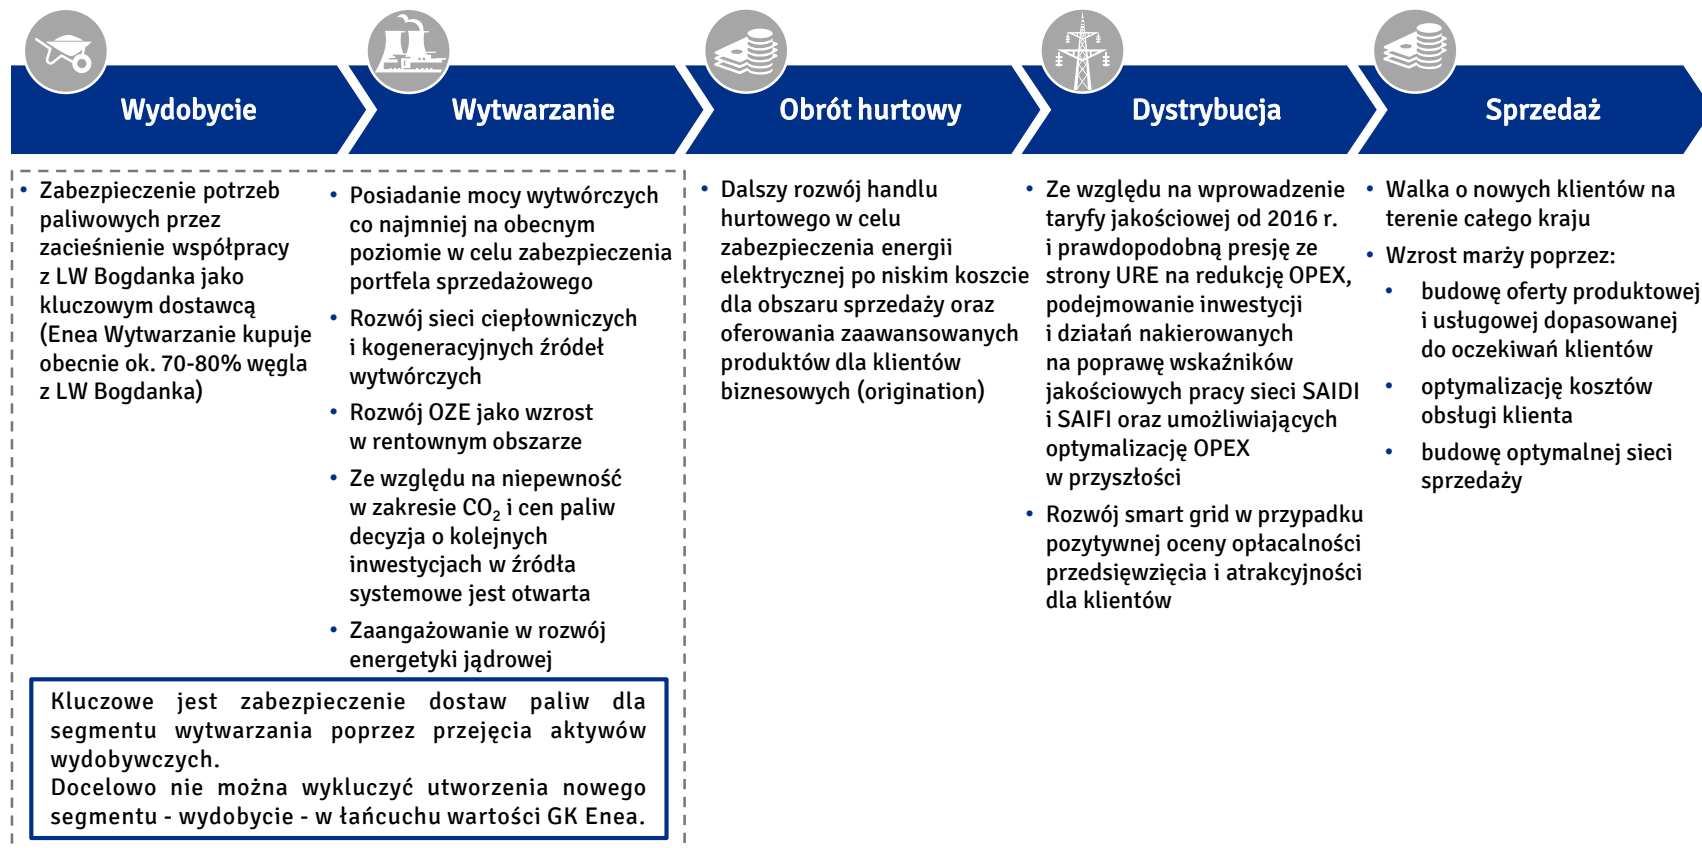 Wydobycie
Wytwarzanie
Obrót hurtowy
Dystrybucja
Sprzedaż
• Zabezpieczenie potrzeb
paliwowych przez
zacieśnienie współpracy
z LW Bogdanka jako
kluczowym dostawcą
(Enea Wytwarzanie kupuje
obecnie ok. 70-80% węgla
z LW Bogdanka)
• Posiadanie mocy wytwórczych
co najmniej na obecnym
poziomie w celu zabezpieczenia
portfela sprzedażowego
• Rozwój sieci ciepłowniczych
i kogeneracyjnych źródeł
wytwórczych
• Rozwój OZE jako wzrost
w rentownym obszarze
• Ze względu na niepewność
w zakresie CO₂ i cen paliw
decyzja o kolejnych
inwestycjach w źródła
systemowe jest otwarta
• Zaangażowanie w rozwój
energetyki jądrowej
Kluczowe jest zabezpieczenie dostaw paliw dla
segmentu wytwarzania poprzez przejęcia aktywów
wydobywczych.
Docelowo nie można wykluczyć utworzenia nowego
segmentu - wydobycie - w łańcuchu wartości GK Enea.
• Dalszy rozwój handlu
hurtowego w celu
zabezpieczenia energii
elektrycznej po niskim koszcie
dla obszaru sprzedaży oraz
oferowania zaawansowanych
produktów dla klientów
biznesowych (origination)
• Ze względu na wprowadzenie
taryfy jakościowej od 2016 r.
i prawdopodobną presję ze
strony URE na redukcję OPEX,
podejmowanie inwestycji
i działań nakierowanych
na poprawę wskaźników
jakościowych pracy sieci SAIDI
i SAIFI oraz umożliwiających
optymalizację OPEX
w przyszłości
• Rozwój smart grid w przypadku
pozytywnej oceny opłacalności
przedsięwzięcia i atrakcyjności
dla klientów
• Walka o nowych klientów na
terenie całego kraju
• Wzrost marży poprzez:
• budowę oferty produktowej
i usługowej dopasowanej
do oczekiwań klientów
• optymalizację kosztów
obsługi klienta
• budowę optymalnej sieci
sprzedaży